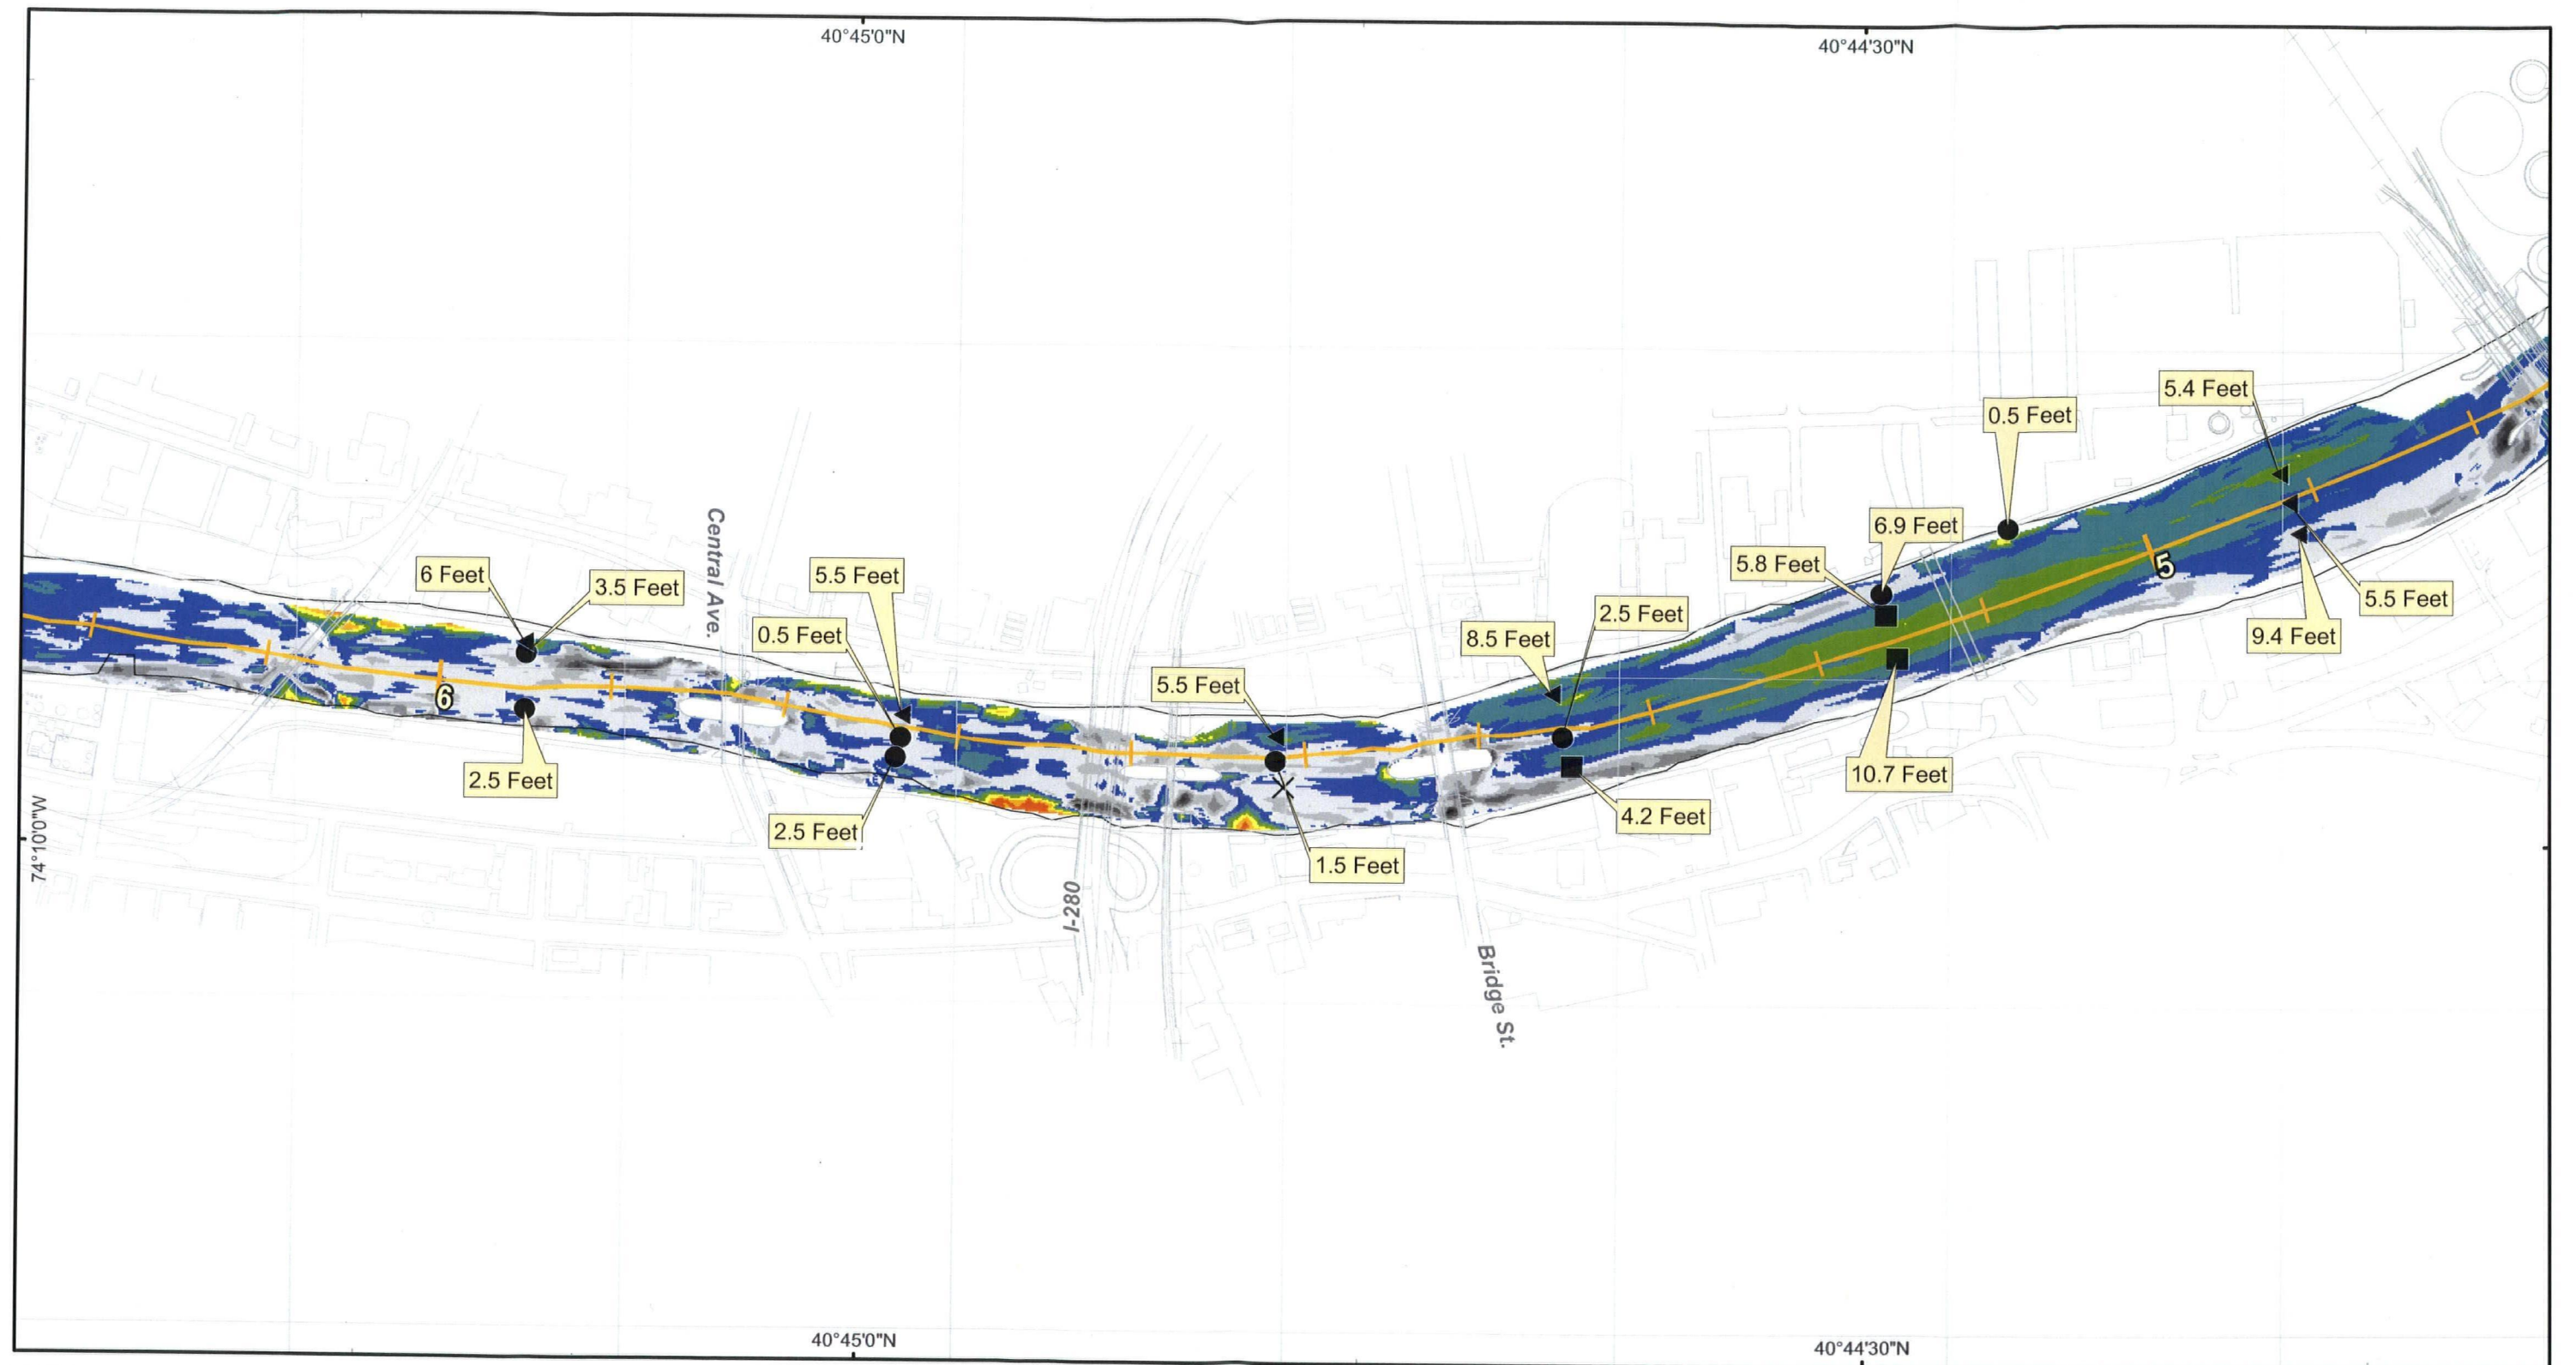 40°45'0"N
40°44'30"N
5.4 Feet
0.5 Feet
6.9 Feet
5.8 Feet
6 Feet
3.5 Feet
Central Ave.
5.5 Feet
0.5 Feet
2.5 Feet
8.5 Feet
5.5 Feet
5
5.5 Feet
9.4 Feet
6
2.5 Feet
10.7 Feet
4.2 Feet
2.5 Feet
1.5 Feet
74°10'0"W
I-280
Bridge St.
40°45'0"N
40°44'30"N